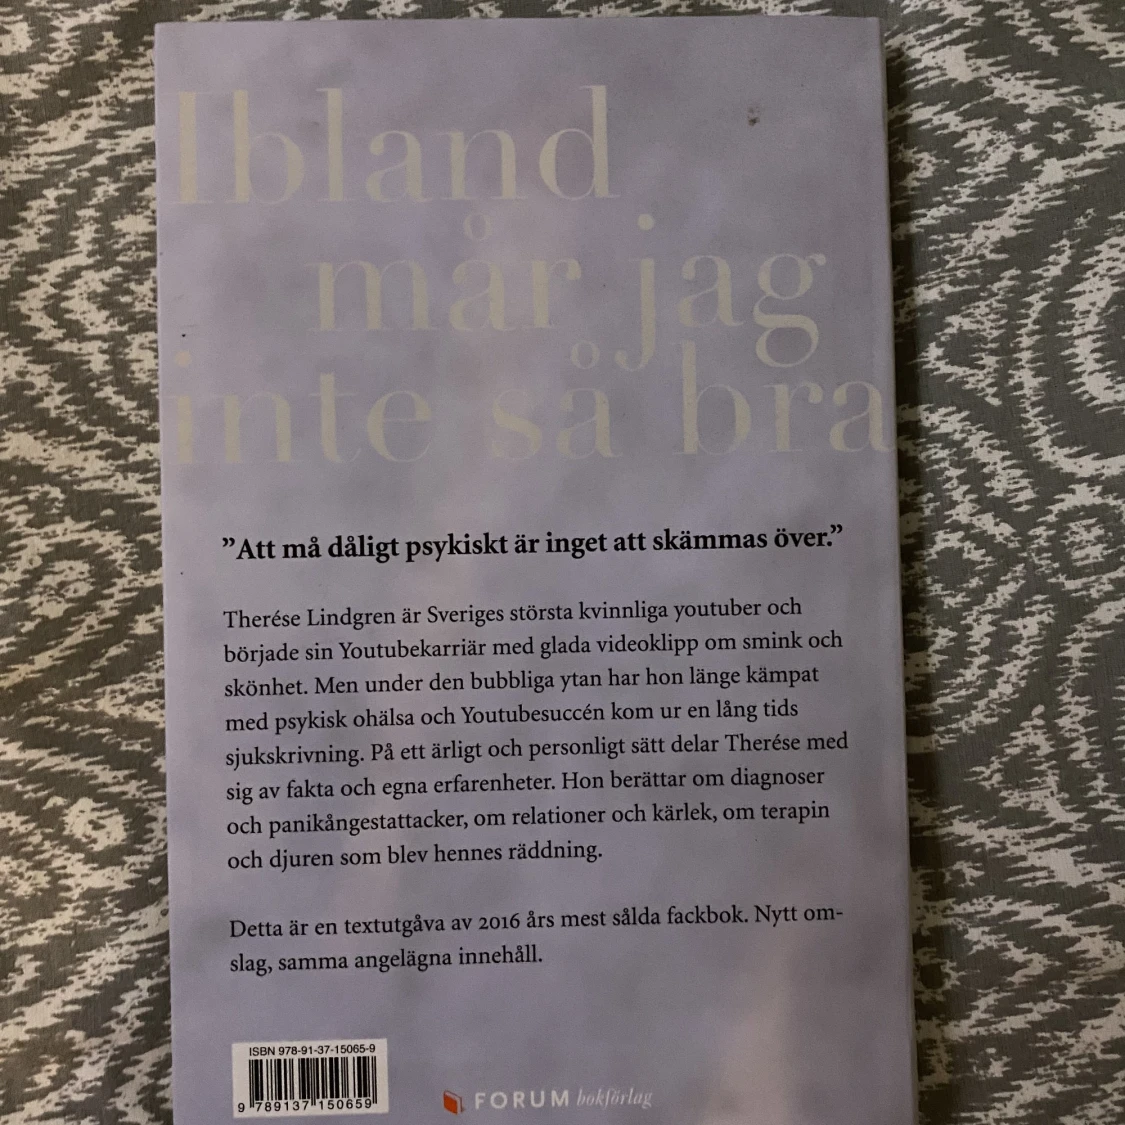 Ibland
mår jag
inte så bra
”Att må dåligt psykiskt är inget att skämmas över.”
Therése Lindgren är Sveriges största kvinnliga youtuber och
började sin Youtubekarriär med glada videoklipp om smink och
skönhet. Men under den bubbliga ytan har hon länge kämpat
med psykisk ohälsa och Youtubesuccén kom ur en lång tids
sjukskrivning. På ett ärligt och personligt sätt delar Therése med
sig av fakta och egna erfarenheter. Hon berättar om diagnoser
och panikångestattacker, om relationer och kärlek, om terapin
och djuren som blev hennes räddning.
Detta är en textutgåva av 2016 års mest sålda fackbok. Nytt om-
slag, samma angelägna innehåll.
ISBN 978-91-37-15065-9
9 789137 150659
FORUM bokförlag